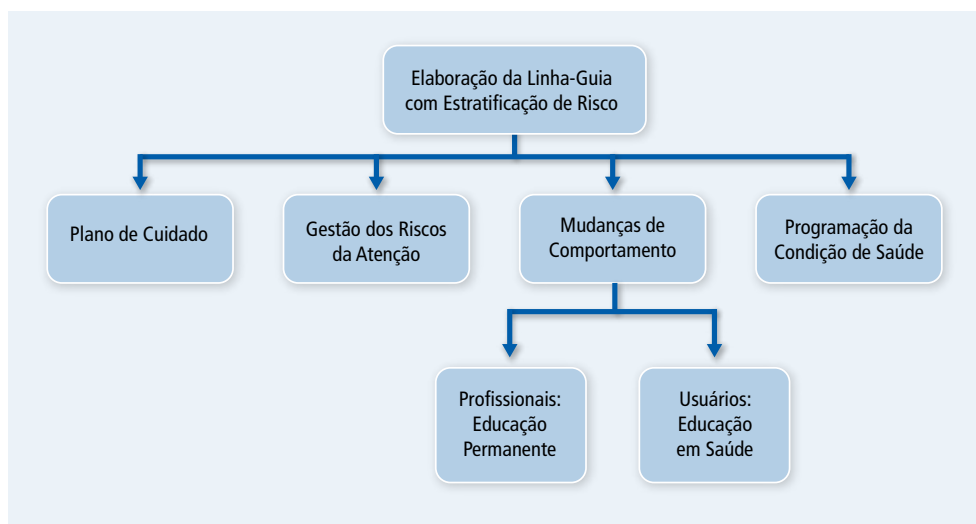 Elaboração da Linha-Guia
com Estratificação de Risco
Plano de Cuidado
Gestão dos Riscos
da Atenção
Mudanças de
Comportamento
Programação da
Condição de Saúde
Profissionais:
Educação
Permanente
Usuários:
Educação
em Saúde